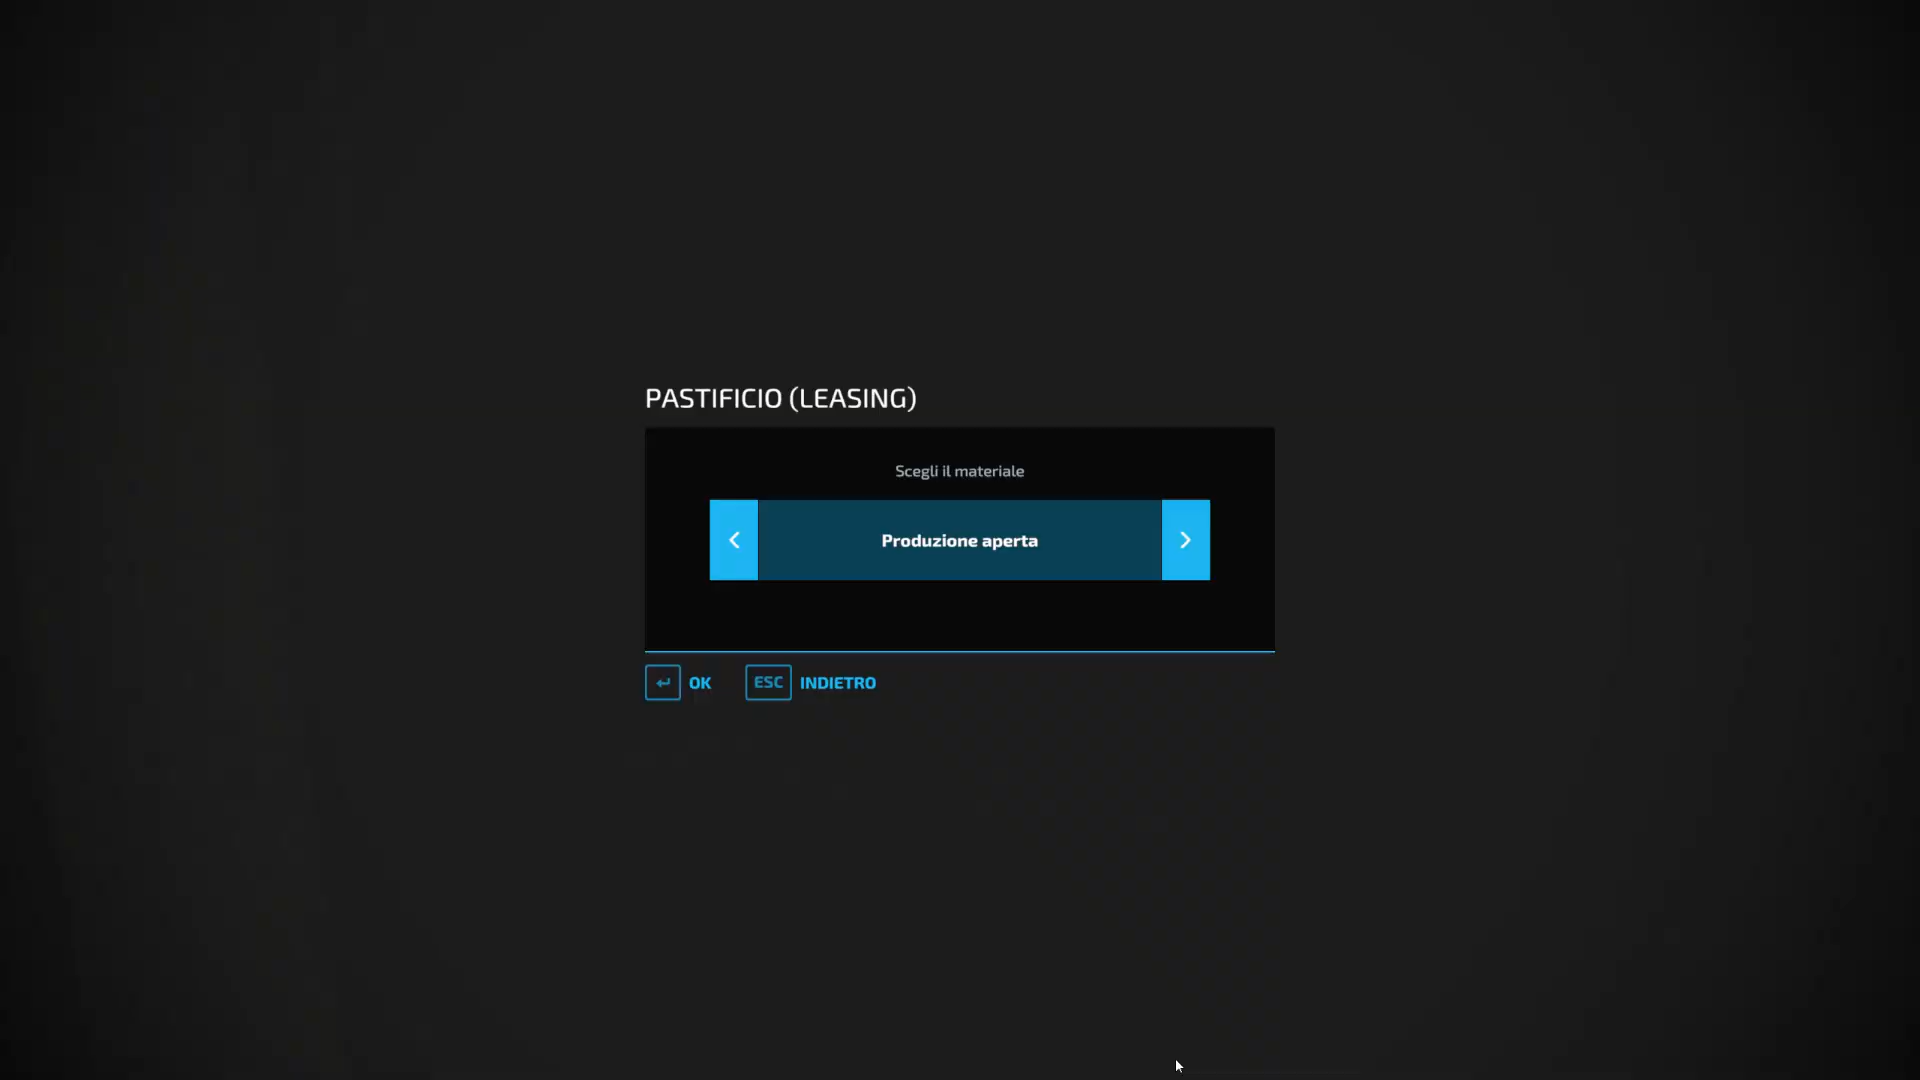 PASTIFICIO (LEASING)
Scegli il materiale
Produzione aperta
OK
ESC
INDIETRO